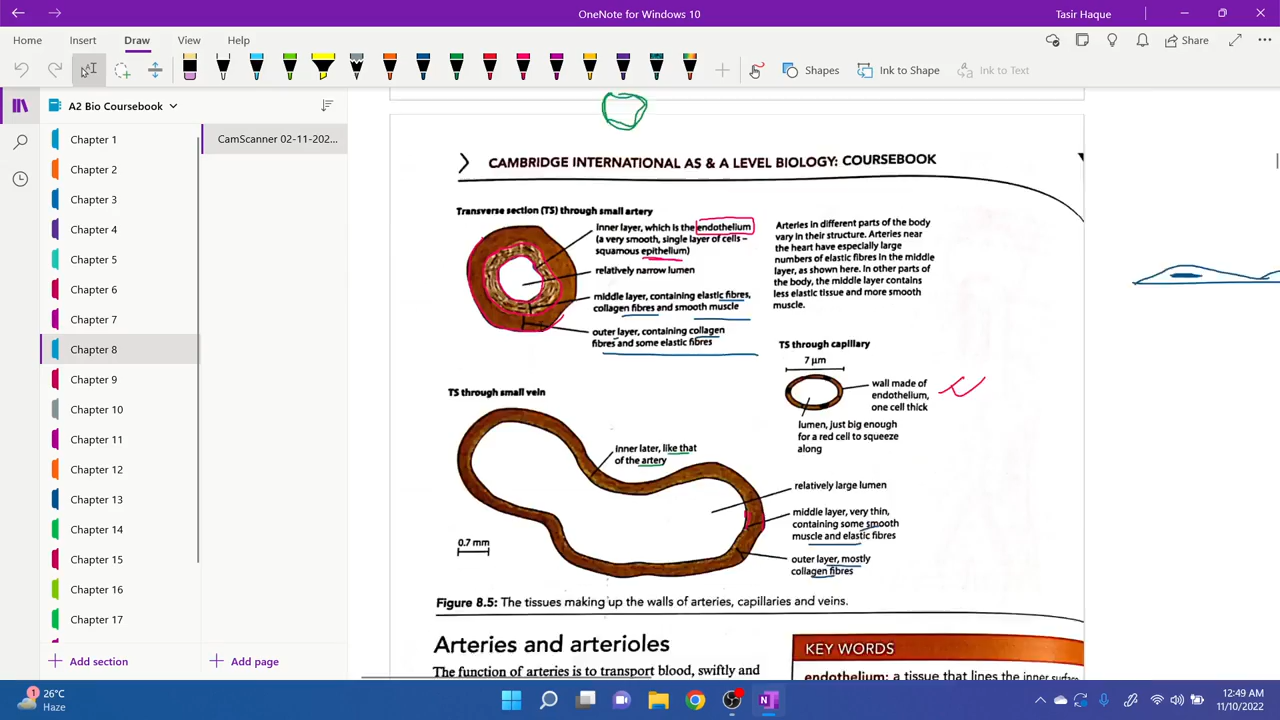 OneNote for Windows 10
Tasir Haque
Home
Insert
Draw
View
Help
Share
Shapes
Ink to Shape
Ink to Text
A2 Bio Coursebook
CamScanner 02-11-202...
Chapter 1
Chapter 2
Chapter 3
Chapter 4
Chapter 5
Chapter 6
Chapter 7
Chapter 8
Chapter 9
Chapter 10
Chapter 11
Chapter 12
Chapter 13
Chapter 14
Chapter 15
Chapter 16
Chapter 17
Add section
Add page
CAMBRIDGE INTERNATIONAL AS & A LEVEL BIOLOGY: COURSEBOOK
Transverse section (TS) through small artery
inner layer, which is the endothelium
(a very smooth, single layer of cells –
squamous epithelium)
relatively narrow lumen
middle layer, containing elastic fibres,
collagen fibres and smooth muscle
outer layer, containing collagen
fibres and some elastic fibres
Arteries in different parts of the body
vary in their structure. Arteries near
the heart have especially large
numbers of elastic fibres in the middle
layer, as shown here. In other parts of
the body, the middle layer contains
less elastic tissue and more smooth
muscle.
TS through capillary
7 μm
wall made of
endothelium,
one cell thick
lumen, just big enough
for a red cell to squeeze
along
TS through small vein
inner later, like that
of the artery
relatively large lumen
middle layer, very thin,
containing some smooth
muscle and elastic fibres
outer layer, mostly
collagen fibres
0.7 mm
Figure 8.5: The tissues making up the walls of arteries, capillaries and veins.
Arteries and arterioles
The function of arteries is to transport blood, swiftly and
KEY WORDS
endothelium: a tissue that lines the inner surface
1
26°C
Haze
12:49 AM
11/10/2022